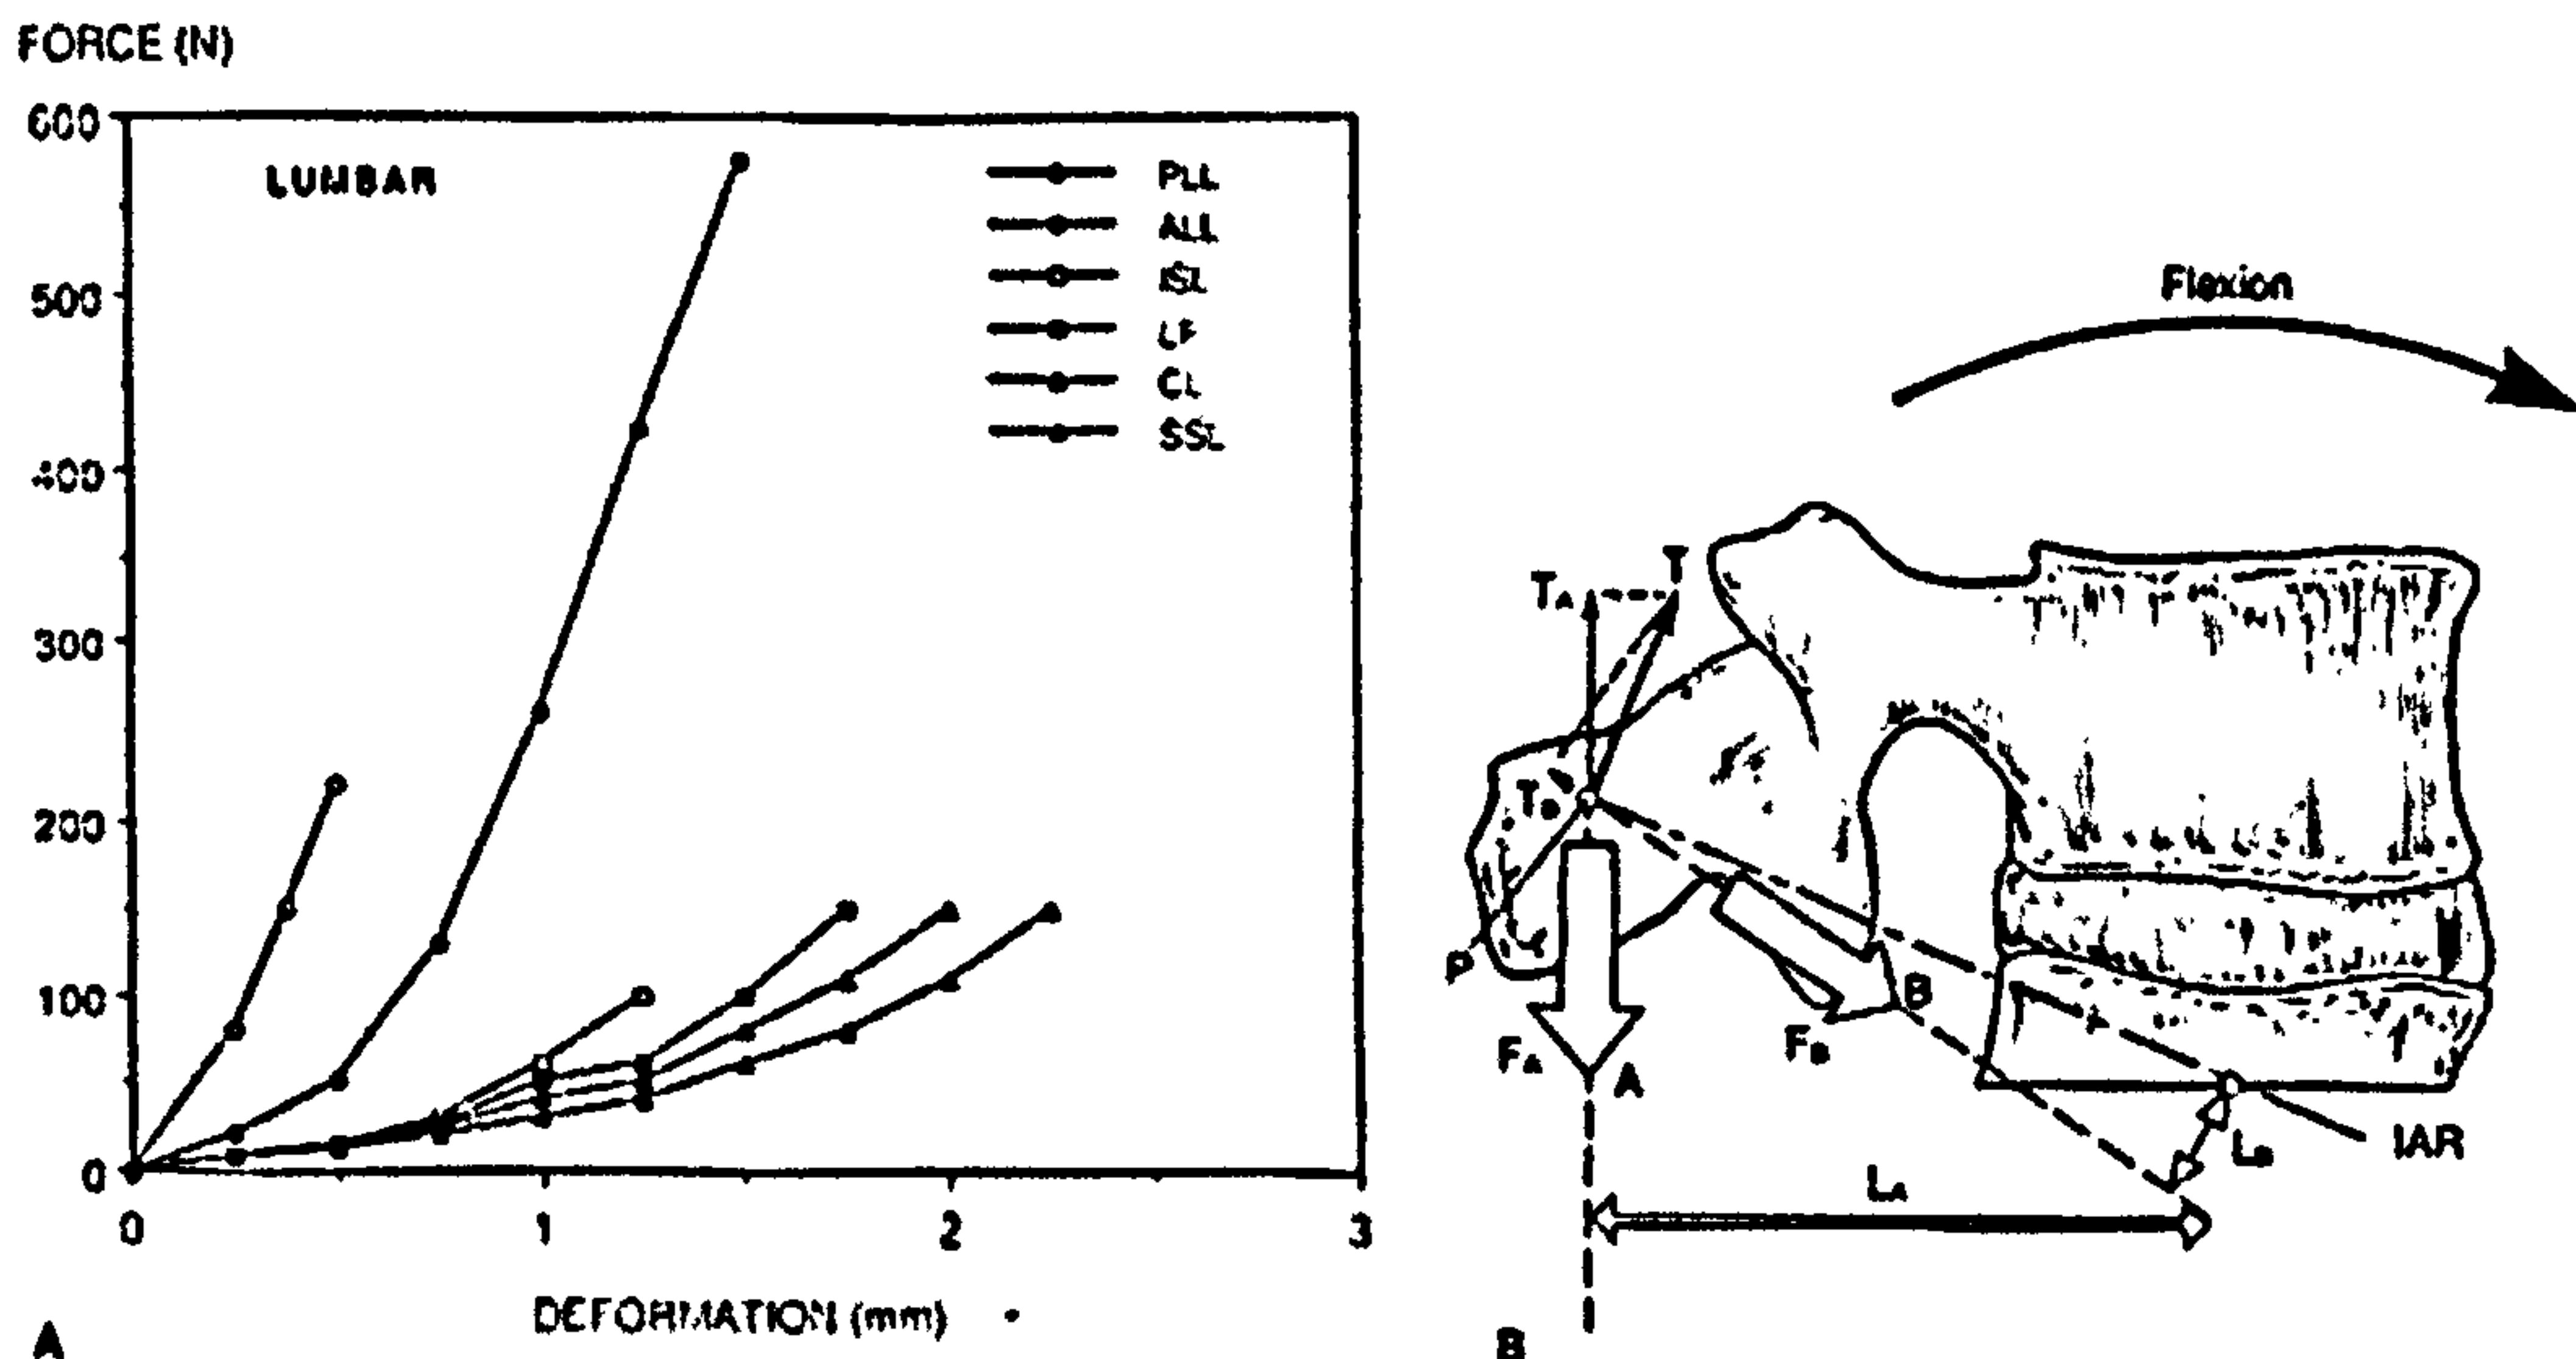 FORCE (N)
600
500
400
300
200
100
0
0 1 2 3
LUMBAR
PLL
ALL
ISL
LF
CL
SSL
DEFORMATION (mm)
A
Flexion
T
TA
TB
P
FA
A
FB
B
LA
LB
IAR
B